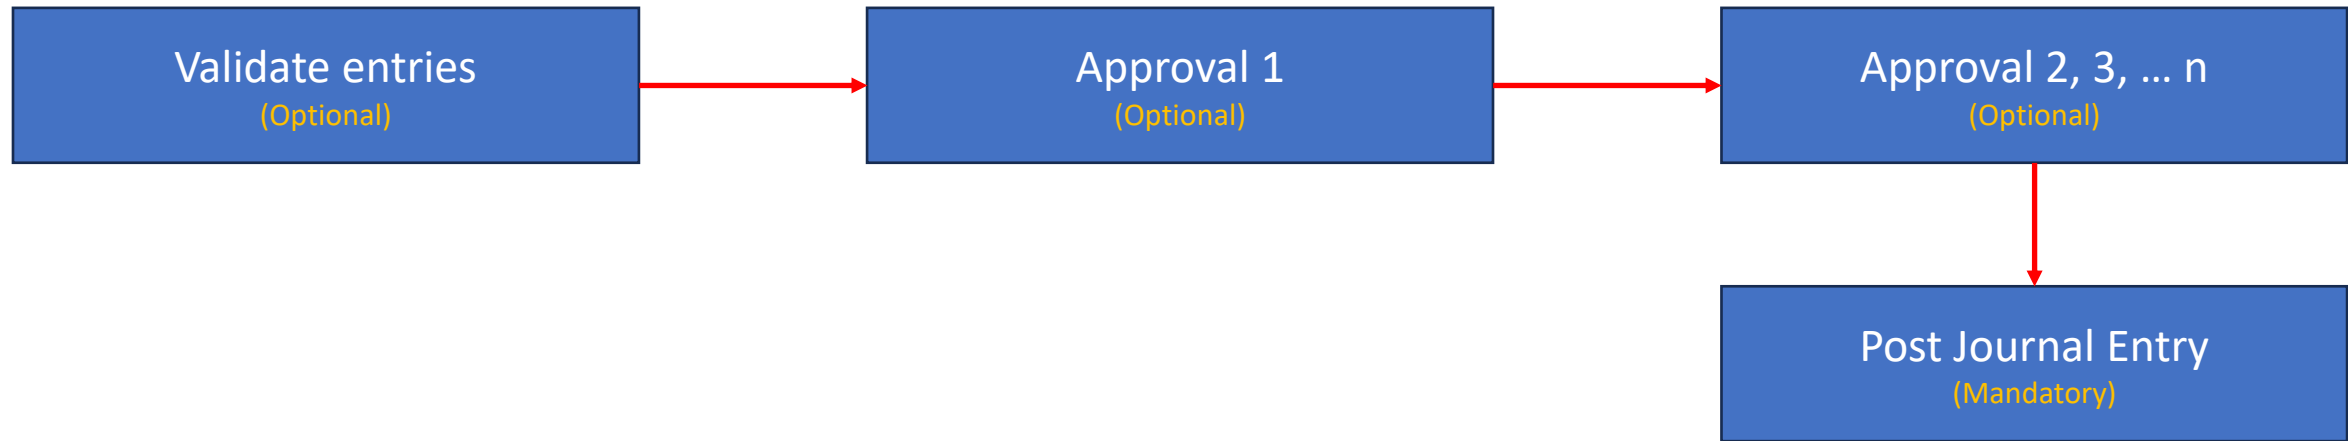 Validate entries
(Optional)
Approval 1
(Optional)
Approval 2, 3, ... n
(Optional)
Post Journal Entry
(Mandatory)